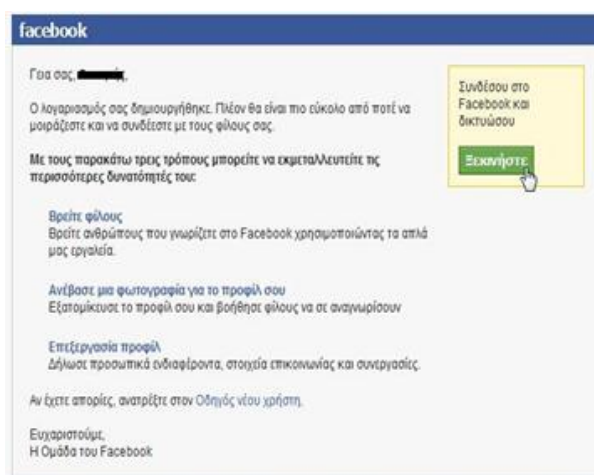 facebook
Γεια σας,
Ο λογαριασμός σας δημιουργήθηκε. Πλέον θα είναι πιο εύκολο από ποτέ να
μοιράζεστε και να συνδέεστε με τους φίλους σας.
Με τους παρακάτω τρεις τρόπους μπορείτε να εκμεταλλευτείτε τις
περισσότερες δυνατότητές του:
Βρείτε φίλους
Βρείτε ανθρώπους που γνωρίζετε στο Facebook χρησιμοποιώντας τα απλά
μας εργαλεία.
Ανέβασε μια φωτογραφία για το προφίλ σου
Εξατομίκευσε το προφίλ σου και βοήθησε φίλους να σε αναγνωρίσουν
Επεξεργασία προφίλ
Δήλωσε προσωπικά ενδιαφέροντα, στοιχεία επικοινωνίας και συνεργασίες.
Αν έχετε απορίες, ανατρέξτε στον Οδηγός νέου χρήστη.
Ευχαριστούμε,
Η Ομάδα του Facebook
Συνδέσου στο
Facebook και
δικτυώσου
Ξεκινήστε